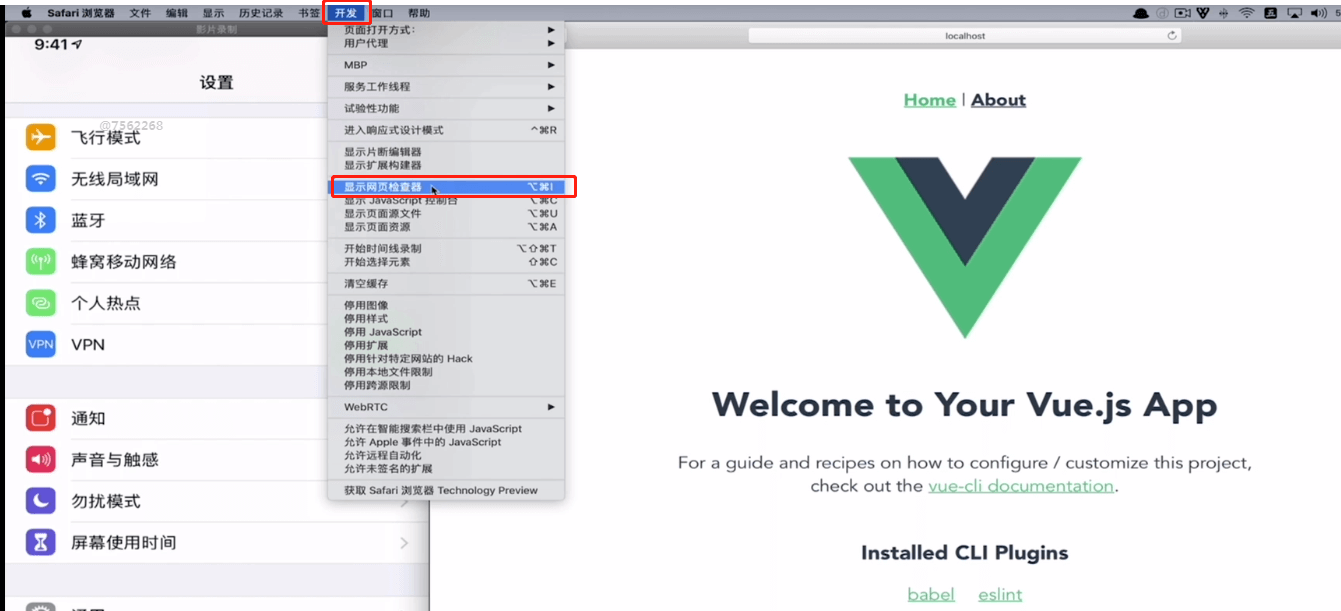 Safari 浏览器 文件 编辑 显示 历史记录 书签 开发 窗口 帮助
影片录制
9:41
设置
@7562268
飞行模式
无线局域网
蓝牙
蜂窝移动网络
个人热点
VPN
VPN
通知
声音与触感
勿扰模式
屏幕使用时间
页面打开方式:
用户代理
MBP
服务工作线程
试验性功能
进入响应式设计模式 ^⌘R
显示片断编辑器
显示扩展构建器
显示网页检查器 ⌥⌘I
显示 JavaScript 控制台 ⌥⌘C
显示页面源文件 ⌥⌘U
显示页面资源 ⌥⌘A
开始时间线录制 ⌥⇧⌘T
开始选择元素 ⇧⌘C
清空缓存 ⌥⌘E
停用图像
停用样式
停用 JavaScript
停用扩展
停用针对特定网站的 Hack
停用本地文件限制
停用跨源限制
WebRTC
允许在智能搜索栏中使用 JavaScript
允许 Apple 事件中的 JavaScript
允许远程自动化
允许未签名的扩展
获取 Safari 浏览器 Technology Preview
localhost
Home | About
Welcome to Your Vue.js App
For a guide and recipes on how to configure / customize this project,
check out the vue-cli documentation.
Installed CLI Plugins
babel eslint